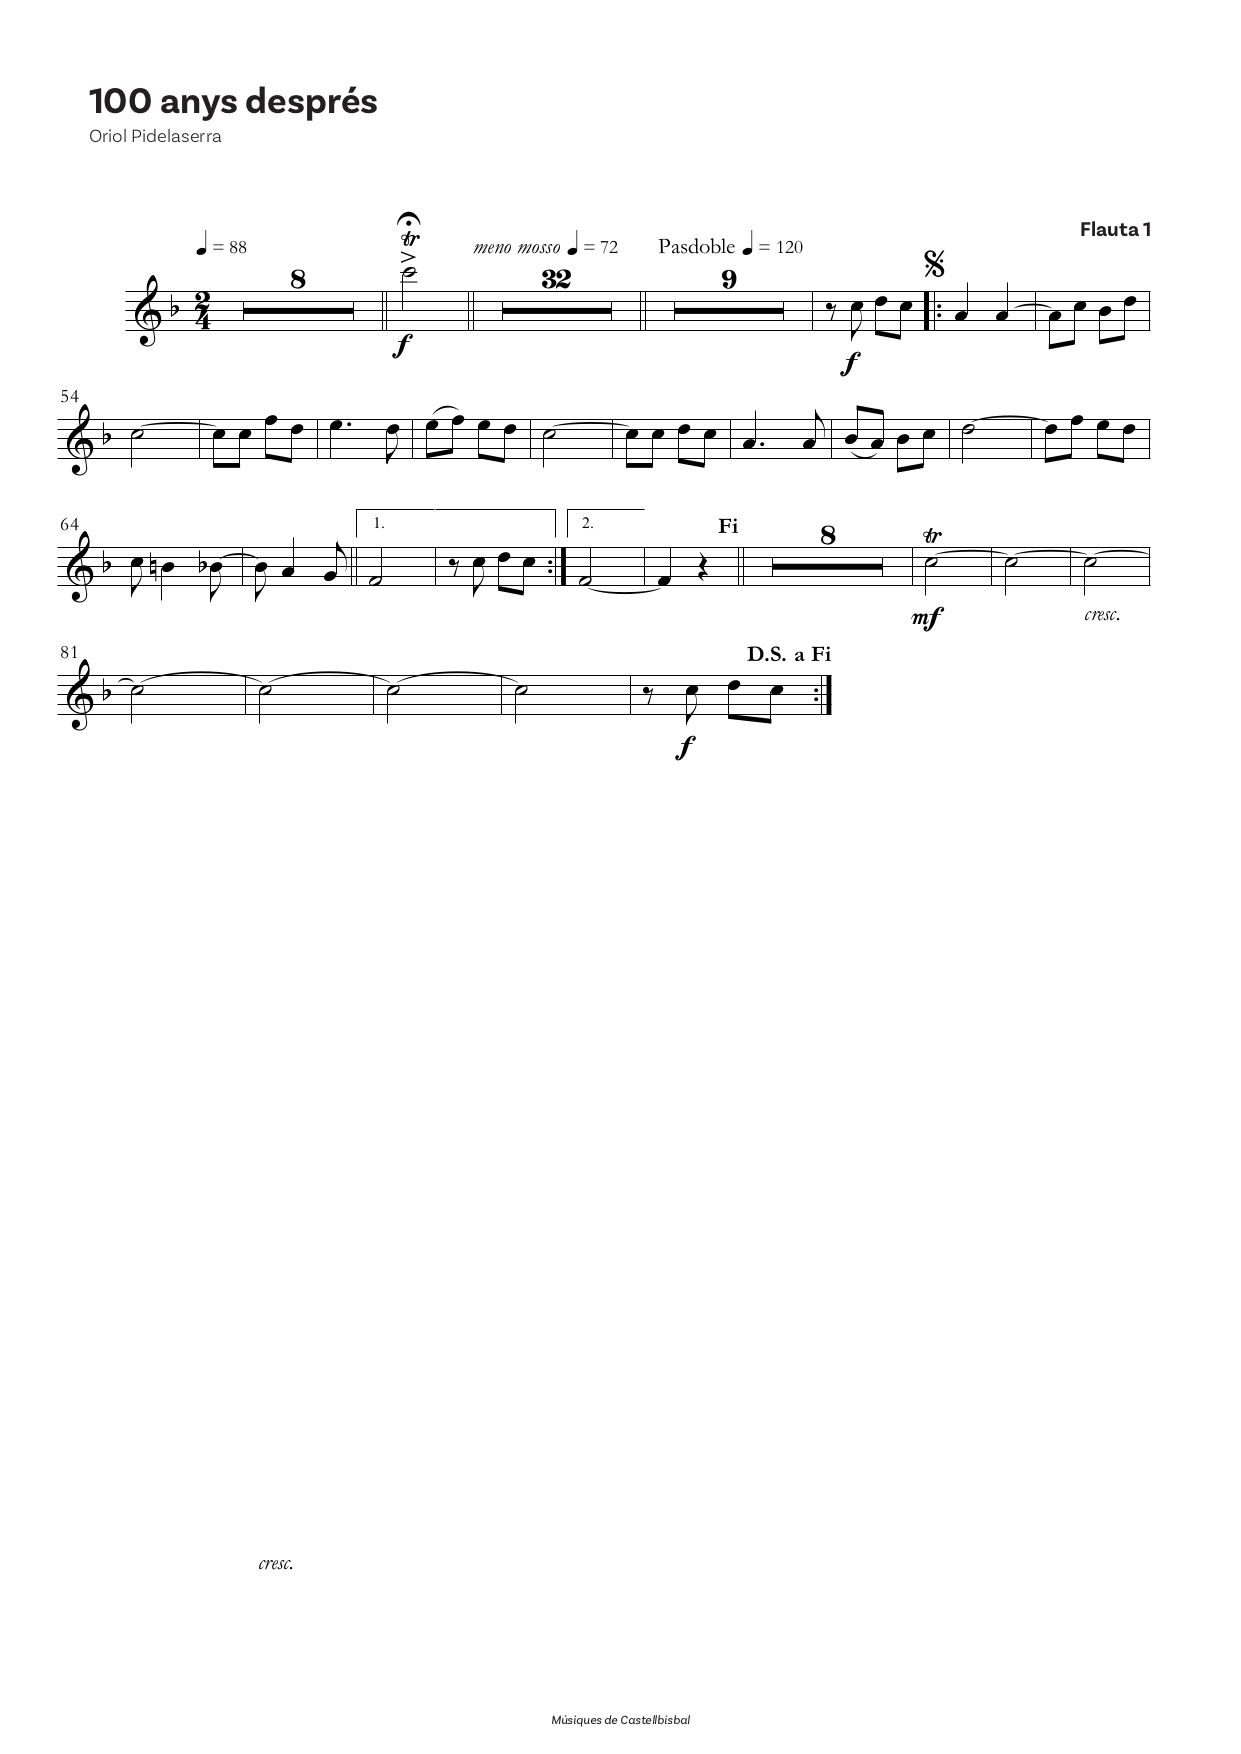 100 anys després
Oriol Pidelaserra
Flauta 1
= 88
tr
meno mosso = 72
Pasdoble = 120
8
32
9
2
4
f
f
54
64
1.
2.
Fi
8
tr
mf
cresc.
81
D.S. a Fi
f
cresc.
Músiques de Castellbisbal